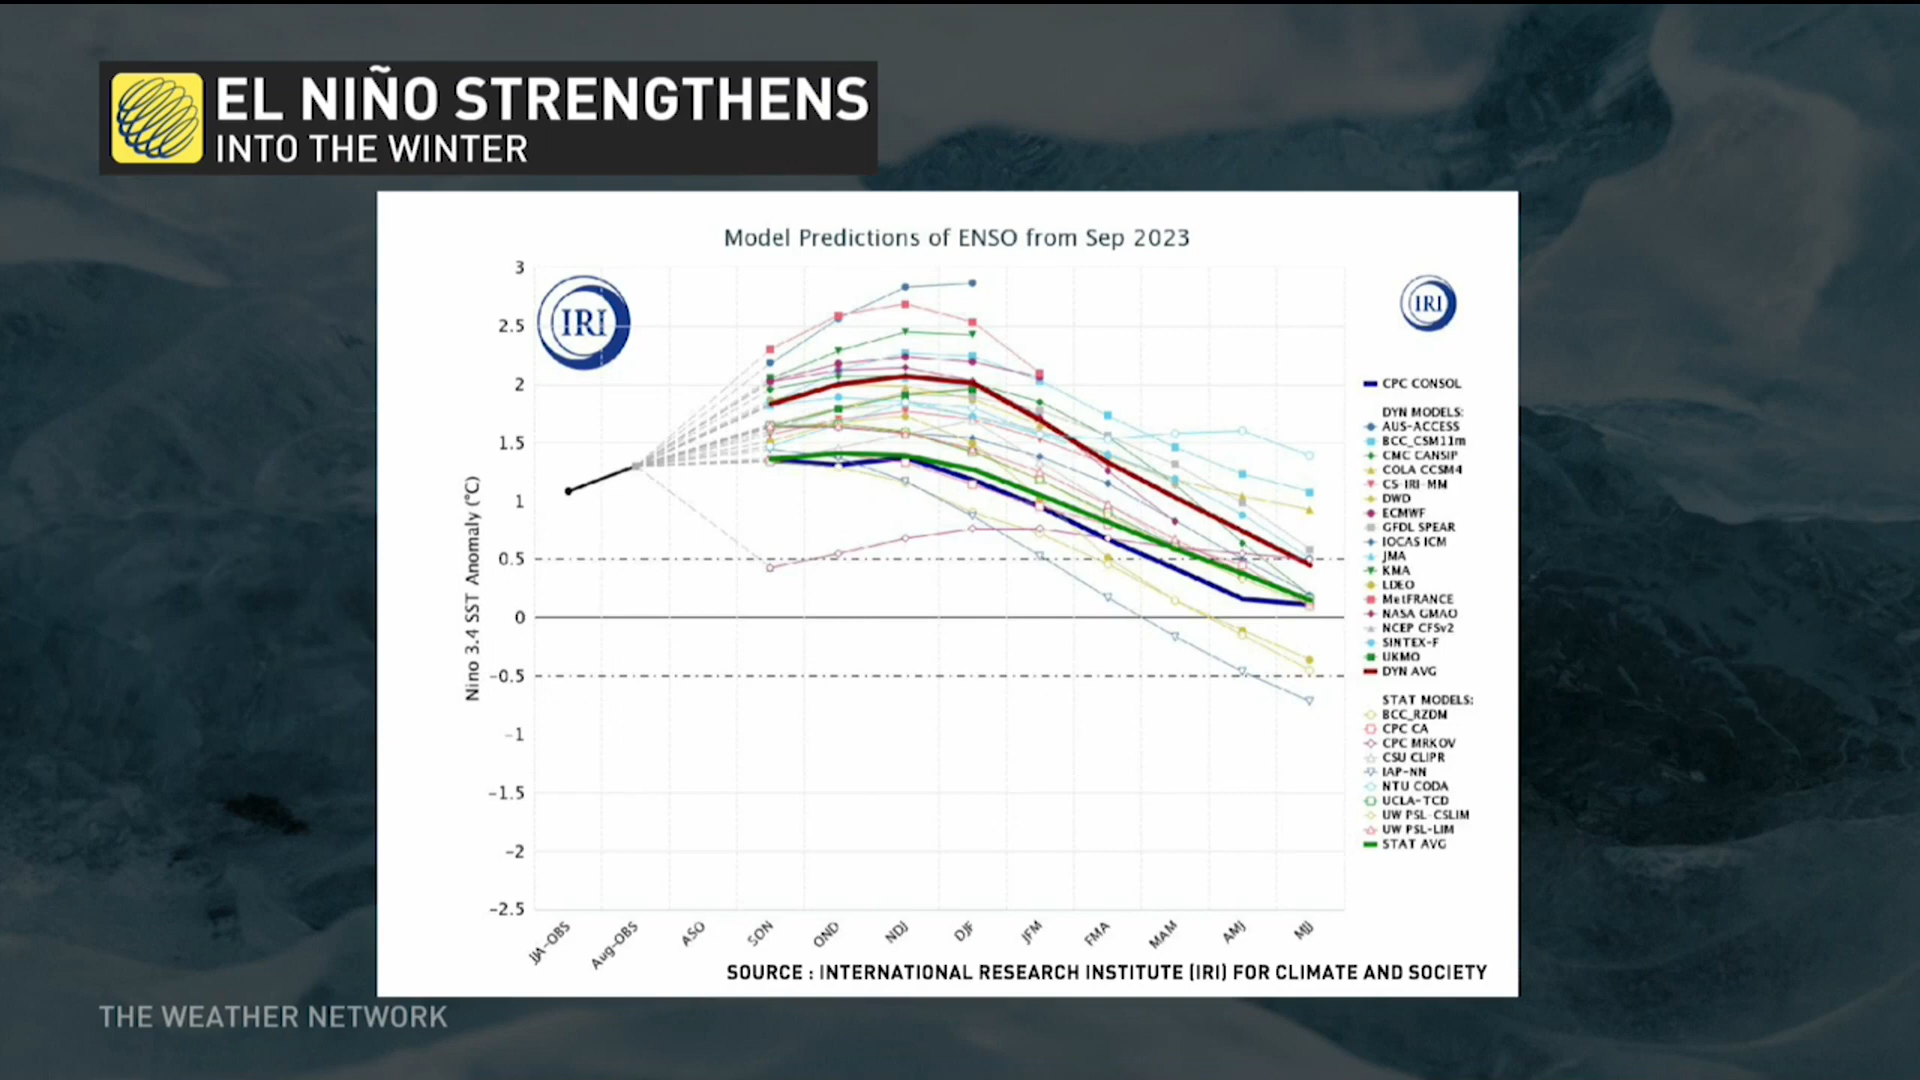 EL NIÑO STRENGTHENS
INTO THE WINTER
Model Predictions of ENSO from Sep 2023
IRI
IRI
Nino 3.4 SST Anomaly (°C)
3
2.5
2
1.5
1
0.5
0
-0.5
-1
-1.5
-2
-2.5
JJA-OBS
Aug-OBS
ASO
SON
OND
NDJ
DJF
JFM
FMA
MAM
AMJ
MJJ
CPC CONSOL
DYN MODELS:
AUS-ACCESS
BCC_CSM11m
CMC CANSIP
COLA CCSM4
CS-IRI-MM
DWD
ECMWF
GFDL SPEAR
IOCAS ICM
JMA
KMA
LDEO
MetFRANCE
NASA GMAO
NCEP CFSv2
SINTEX-F
UKMO
DYN AVG
STAT MODELS:
BCC_RZDM
CPC CA
CPC MRKOV
CSU CLIPR
IAP-NN
NTU CODA
UCLA-TCD
UW PSL-CSLIM
UW PSL-LIM
STAT AVG
SOURCE : INTERNATIONAL RESEARCH INSTITUTE (IRI) FOR CLIMATE AND SOCIETY
THE WEATHER NETWORK